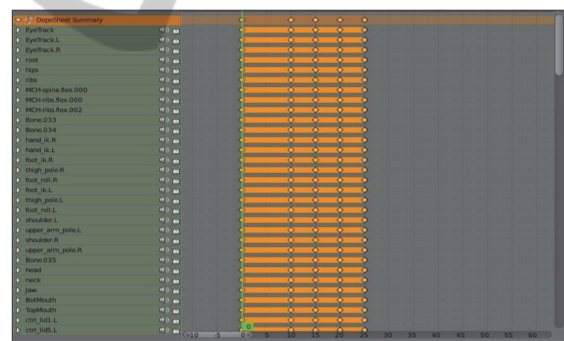 DopeSheet Summary
EyeTrack
EyeTrack.L
EyeTrack.R
root
hips
ribs
MCH-spine.flex.000
MCH-ribs.flex.000
MCH-ribs.flex.002
Bone.033
Bone.034
hand_ik.R
hand_ik.L
foot_ik.R
thigh_pole.R
foot_roll.R
foot_ik.L
thigh_pole.L
foot_roll.L
shoulder.L
upper_arm_pole.L
shoulder.R
upper_arm_pole.R
Bone.035
head
neck
Jaw
BotMouth
TopMouth
ctrl_lid1.L
ctrl_lid5.L
0
-10 -5 0 5 10 15 20 25 30 35 40 45 50 55 60